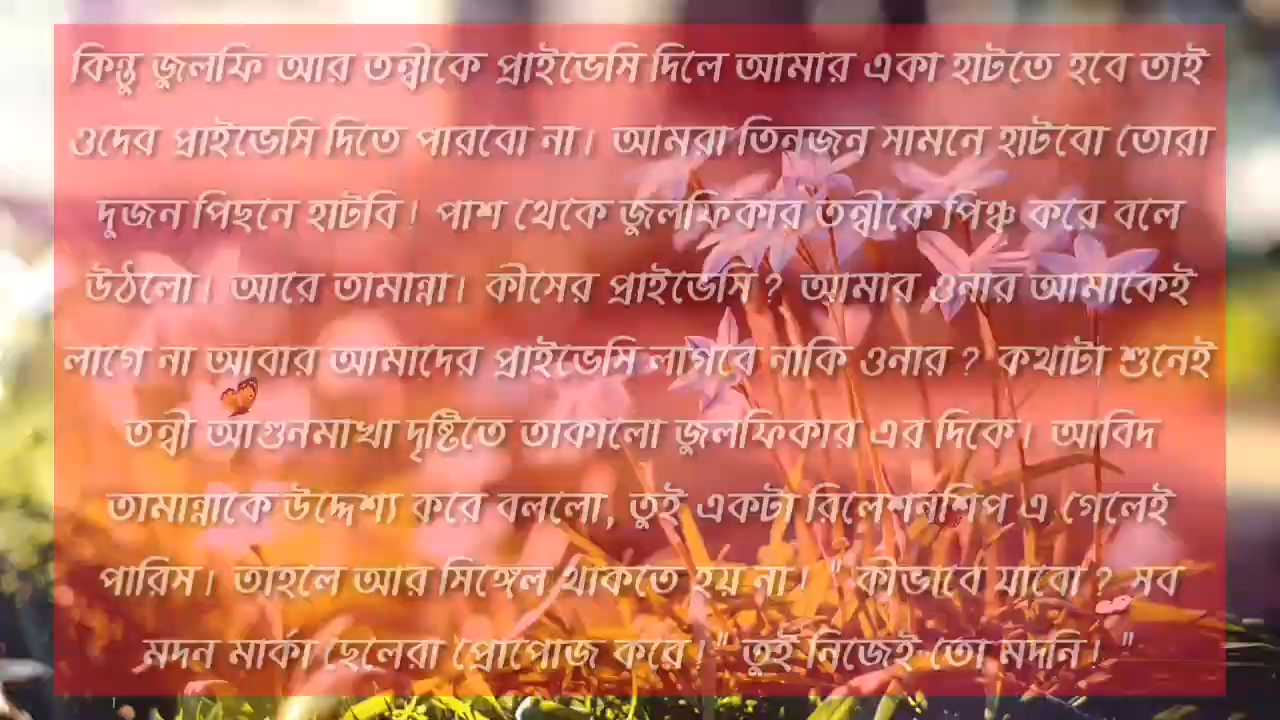 কিন্তু জুলফি আর তন্বীকে প্রাইভেসি দিলে আমার একা হাটতে হবে তাই
ওদের প্রাইভেসি দিতে পারবো না। আমরা তিনজন সামনে হাটবো তোরা
দুজন পিছনে হাটবি। পাশ থেকে জুলফিকার তন্বীকে পিঞ্চ করে বলে
উঠলো। আরে তামান্না। কীসের প্রাইভেসি ? আমার ওনার আমাকেই
লাগে না আবার আমাদের প্রাইভেসি লাগবে নাকি ওনার ? কথাটা শুনেই
তন্বী আগুনমাখা দৃষ্টিতে তাকালো জুলফিকার এর দিকে। আবিদ
তামান্নাকে উদ্দেশ্য করে বললো, তুই একটা রিলেশনশিপ এ গেলেই
পারিস। তাহলে আর সিঙ্গেল থাকতে হয় না। " কীভাবে যাবো ? সব
মদন মার্কা ছেলেরা প্রোপোজ করে।" তুই নিজেই তো মদনি। "